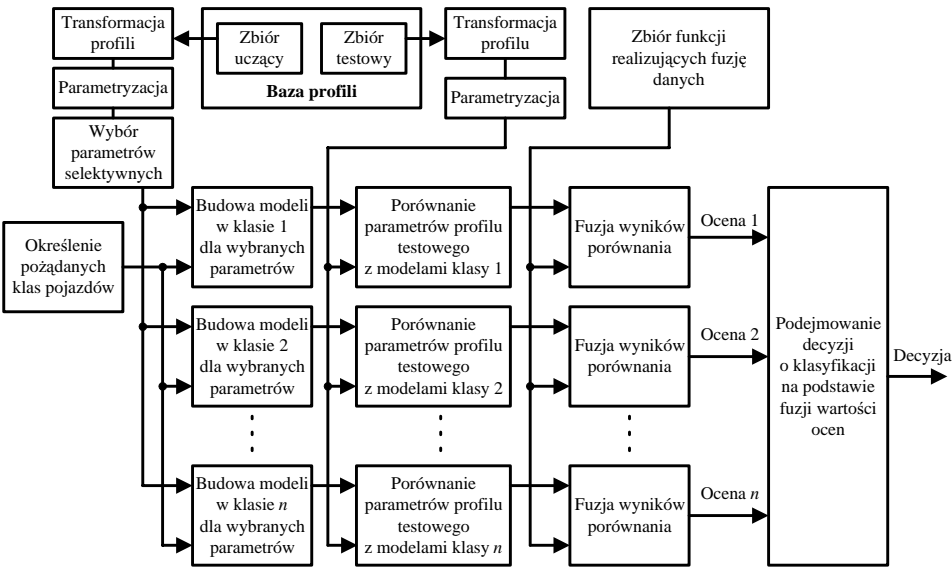 Transformacja
profili
Zbiór
uczący
Zbiór
testowy
Baza profili
Transformacja
profilu
Zbiór funkcji
realizujących fuzję
danych
Parametryzacja
Parametryzacja
Wybór
parametrów
selektywnych
Określenie
pożądanych
klas pojazdów
Budowa modeli
w klasie 1
dla wybranych
parametrów
Porównanie
parametrów profilu
testowego
z modelami klasy 1
Fuzja wyników
porównania
Ocena 1
Budowa modeli
w klasie 2
dla wybranych
parametrów
Porównanie
parametrów profilu
testowego
z modelami klasy 2
Fuzja wyników
porównania
Ocena 2
Budowa modeli
w klasie n
dla wybranych
parametrów
Porównanie
parametrów profilu
testowego
z modelami klasy n
Fuzja wyników
porównania
Ocena n
Podejmowanie
decyzji
o klasyfikacji
na podstawie
fuzji wartości
ocen
Decyzja